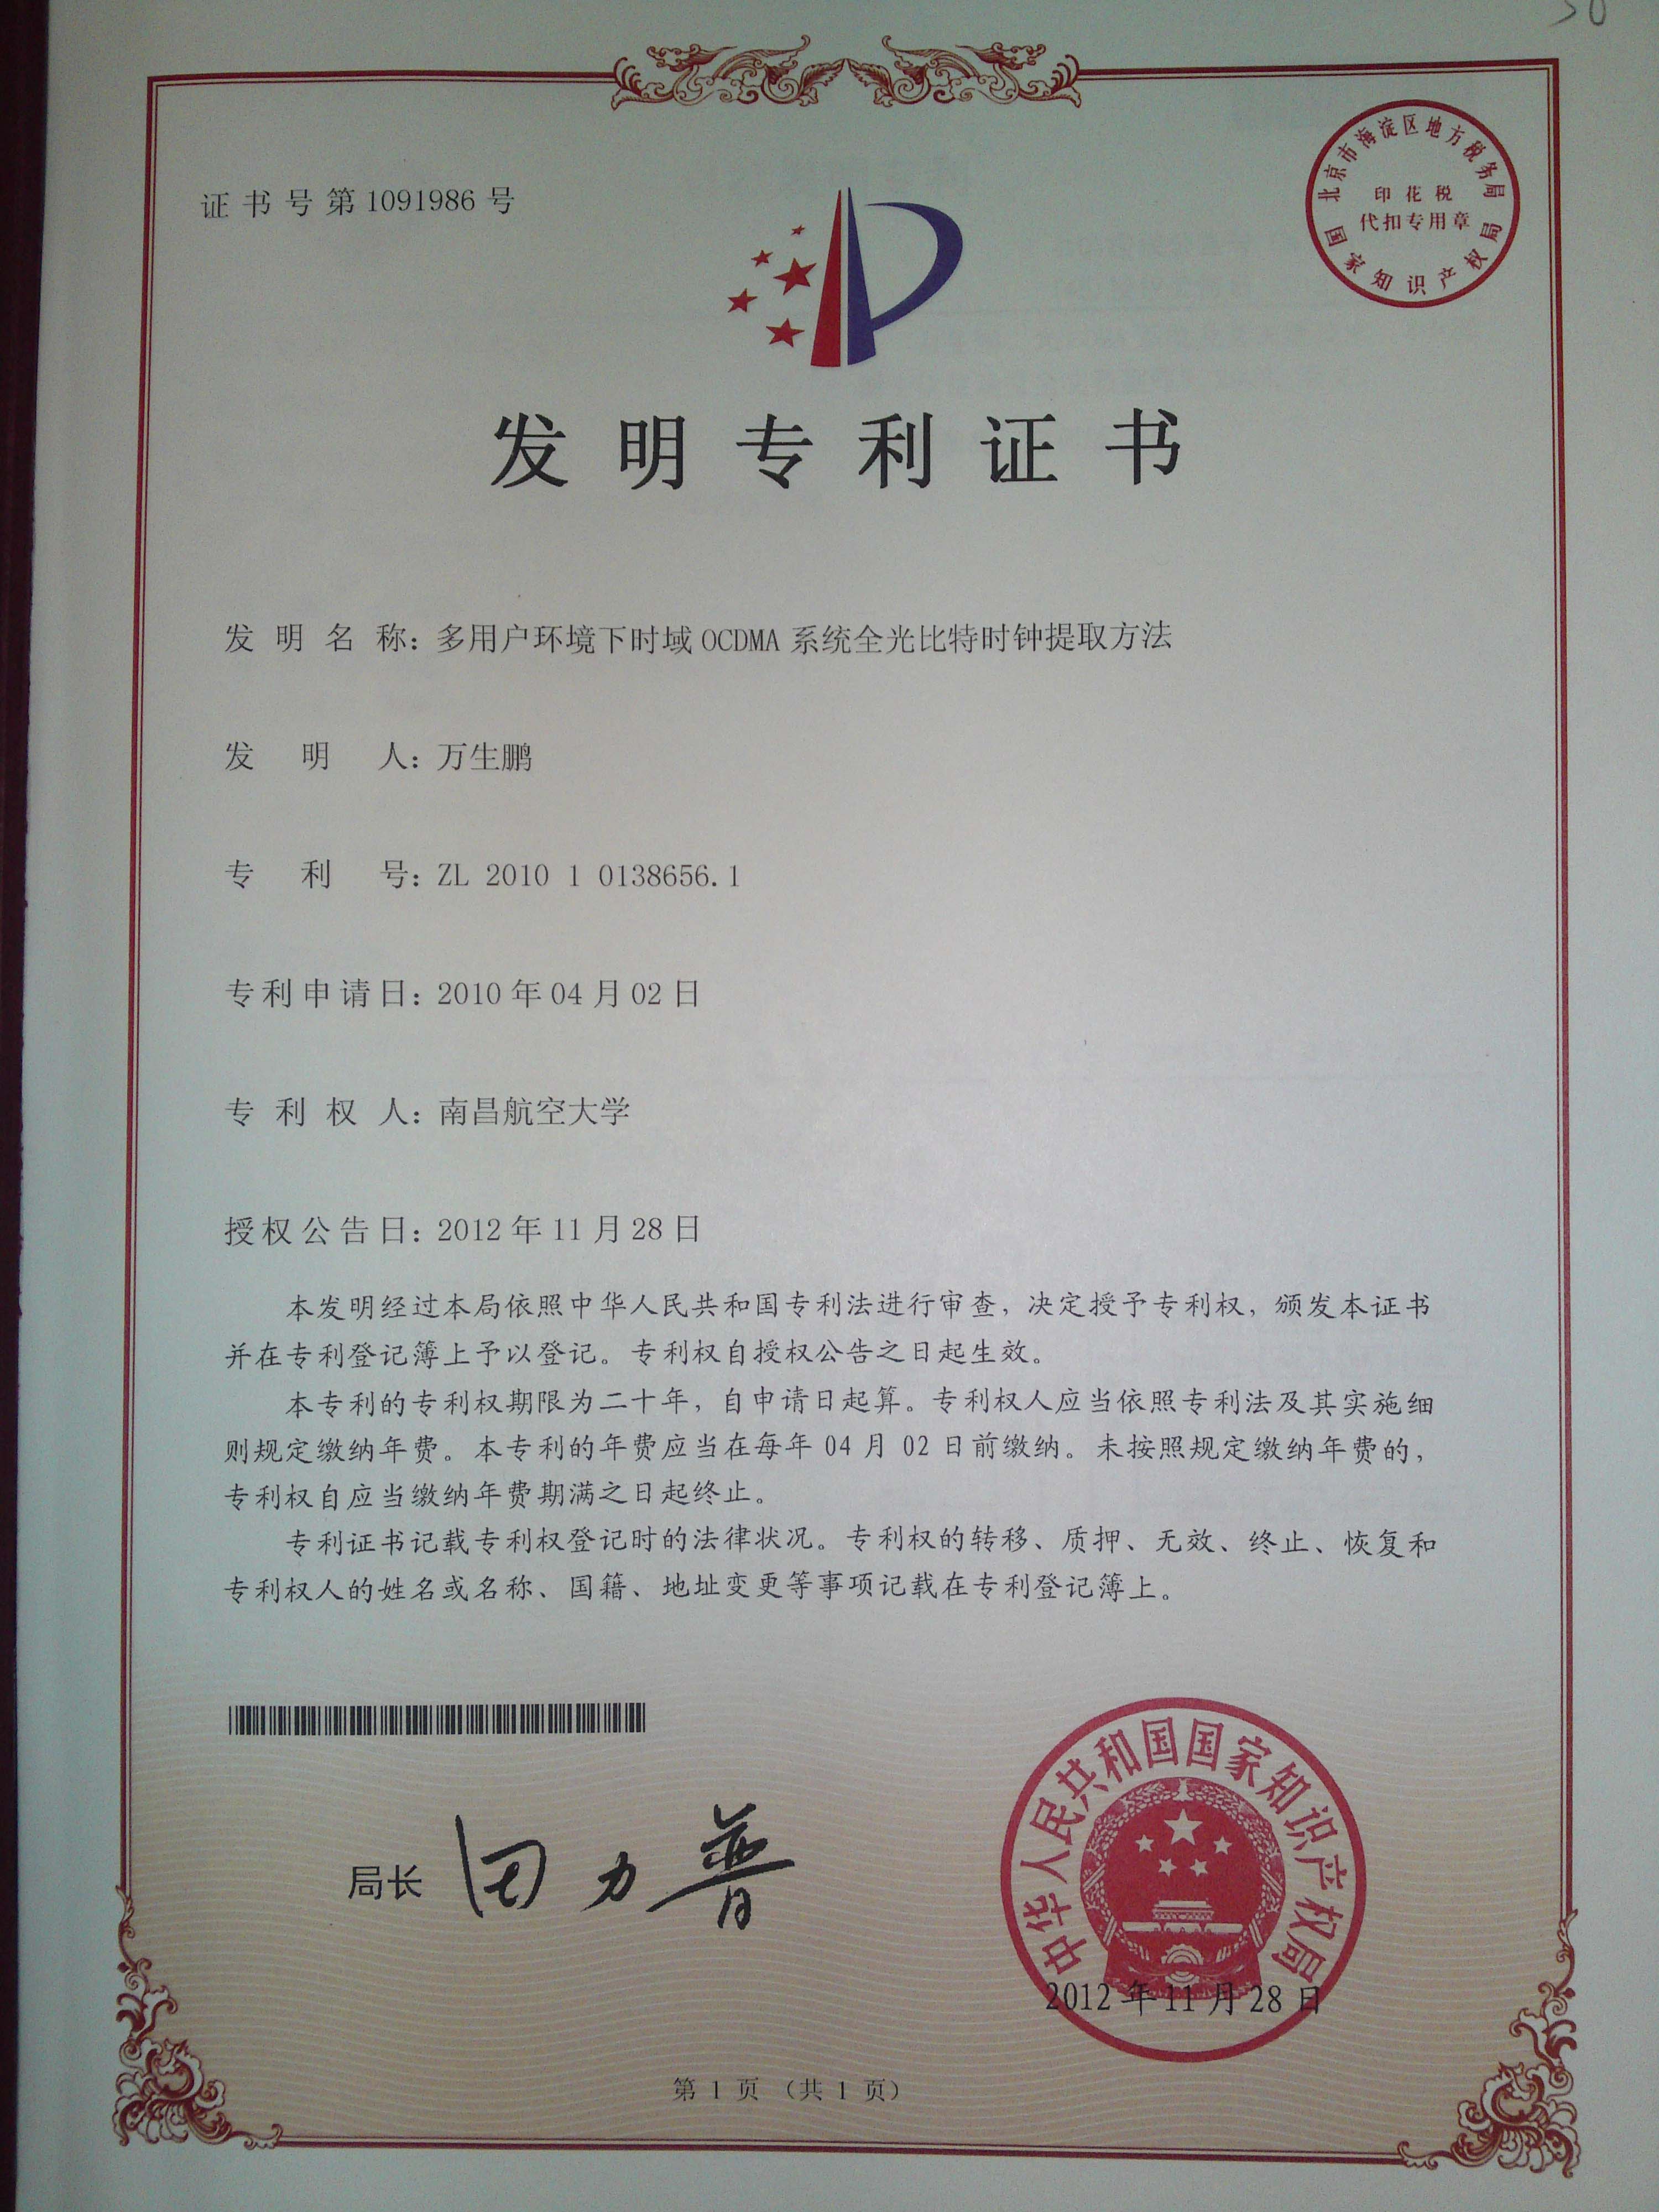 证书号第1091986号
北京市海淀区地方税务局
印花税
代扣专用章
国家知识产权局
发明专利证书
发明名称：多用户环境下时域OCDMA系统全光比特时钟提取方法
发明人：万生鹏
专利号：ZL 2010 1 0138656.1
专利申请日：2010年04月02日
专利权人：南昌航空大学
授权公告日：2012年11月28日
本发明经过本局依照中华人民共和国专利法进行审查，决定授予专利权，颁发本证书
并在专利登记簿上予以登记。专利权自授权公告之日起生效。
本专利的专利权期限为二十年，自申请日起算。专利权人应当依照专利法及其实施细
则规定缴纳年费。本专利的年费应当在每年04月02日前缴纳。未按照规定缴纳年费的，
专利权自应当缴纳年费期满之日起终止。
专利证书记载专利权登记时的法律状况。专利权的转移、质押、无效、终止、恢复和
专利权人的姓名或名称、国籍、地址变更等事项记载在专利登记簿上。
局长 田力普
中华人民共和国国家知识产权局
2012年11月28日
第1页（共1页）